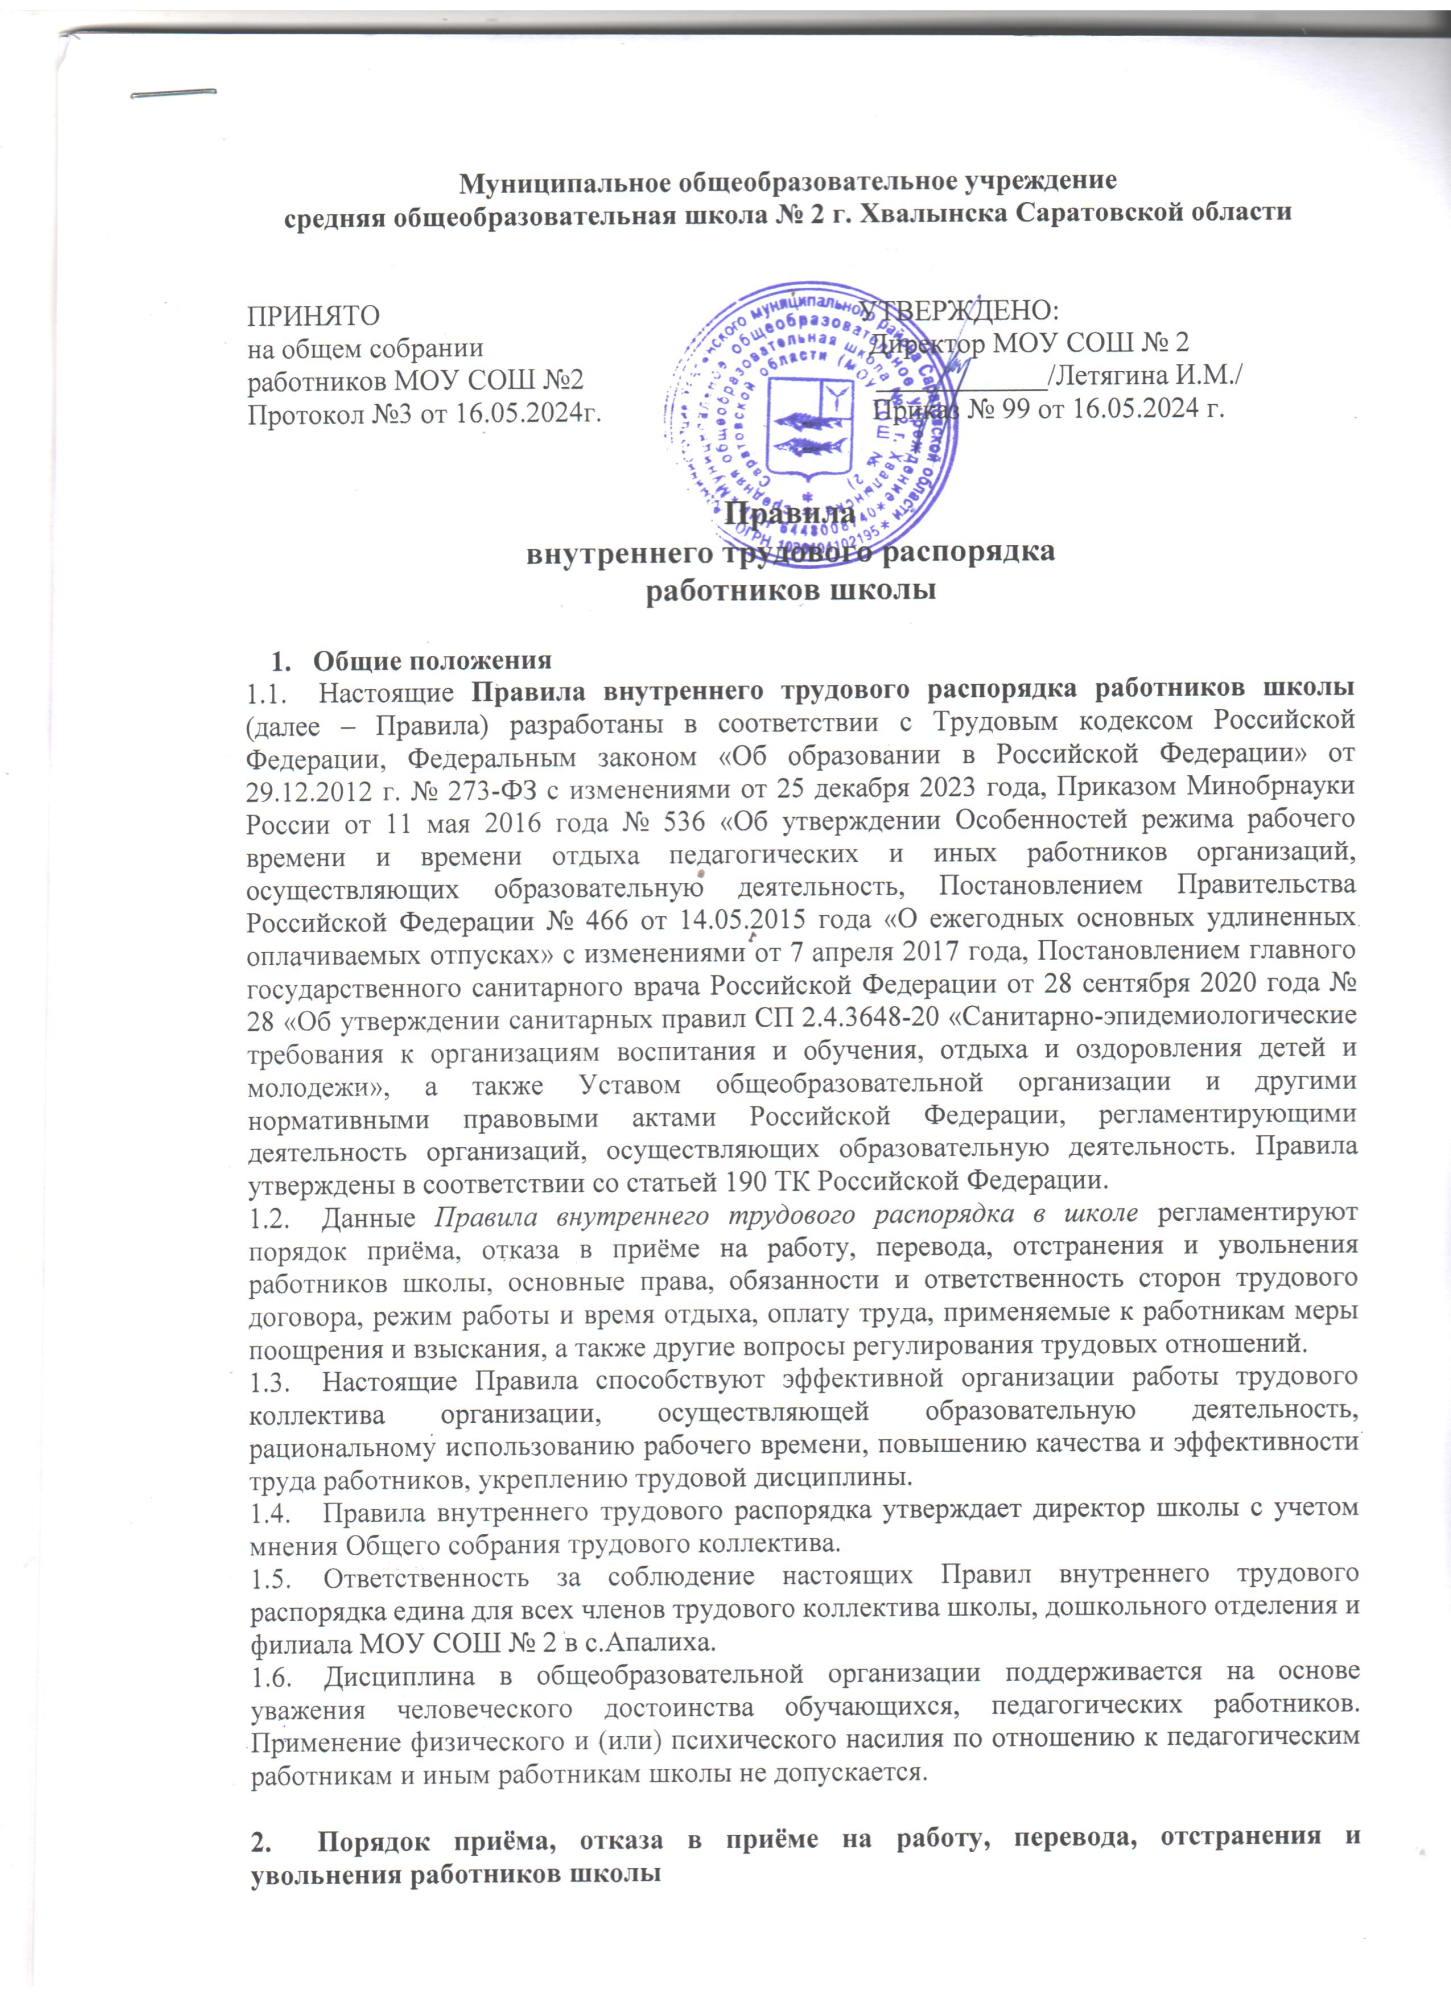 Муниципальное общеобразовательное учреждение
средняя общеобразовательная школа № 2 г. Хвалынска Саратовской области
ПРИНЯТО
на общем собрании
работников МОУ СОШ №2
Протокол №3 от 16.05.2024г.
УТВЕРЖДЕНО:
Директор МОУ СОШ № 2
____________/Летягина И.М./
Приказ № 99 от 16.05.2024 г.
Правила
внутреннего трудового распорядка
работников школы
1. Общие положения
1.1. Настоящие Правила внутреннего трудового распорядка работников школы
(далее – Правила) разработаны в соответствии с Трудовым кодексом Российской
Федерации, Федеральным законом «Об образовании в Российской Федерации» от
29.12.2012 г. № 273-ФЗ с изменениями от 25 декабря 2023 года, Приказом Минобрнауки
России от 11 мая 2016 года № 536 «Об утверждении Особенностей режима рабочего
времени и времени отдыха педагогических и иных работников организаций,
осуществляющих образовательную деятельность, Постановлением Правительства
Российской Федерации № 466 от 14.05.2015 года «О ежегодных основных удлиненных
оплачиваемых отпусках» с изменениями от 7 апреля 2017 года, Постановлением главного
государственного санитарного врача Российской Федерации от 28 сентября 2020 года №
28 «Об утверждении санитарных правил СП 2.4.3648-20 «Санитарно-эпидемиологические
требования к организациям воспитания и обучения, отдыха и оздоровления детей и
молодежи», а также Уставом общеобразовательной организации и другими
нормативными правовыми актами Российской Федерации, регламентирующими
деятельность организаций, осуществляющих образовательную деятельность. Правила
утверждены в соответствии со статьей 190 ТК Российской Федерации.
1.2. Данные Правила внутреннего трудового распорядка в школе регламентируют
порядок приёма, отказа в приёме на работу, перевода, отстранения и увольнения
работников школы, основные права, обязанности и ответственность сторон трудового
договора, режим работы и время отдыха, оплату труда, применяемые к работникам меры
поощрения и взыскания, а также другие вопросы регулирования трудовых отношений.
1.3. Настоящие Правила способствуют эффективной организации работы трудового
коллектива организации, осуществляющей образовательную деятельность,
рациональному использованию рабочего времени, повышению качества и эффективности
труда работников, укреплению трудовой дисциплины.
1.4. Правила внутреннего трудового распорядка утверждает директор школы с учетом
мнения Общего собрания трудового коллектива.
1.5. Ответственность за соблюдение настоящих Правил внутреннего трудового
распорядка едина для всех членов трудового коллектива школы, дошкольного отделения и
филиала МОУ СОШ № 2 в с.Апалиха.
1.6. Дисциплина в общеобразовательной организации поддерживается на основе
уважения человеческого достоинства обучающихся, педагогических работников.
Применение физического и (или) психического насилия по отношению к педагогическим
работникам и иным работникам школы не допускается.
2. Порядок приёма, отказа в приёме на работу, перевода, отстранения и
увольнения работников школы